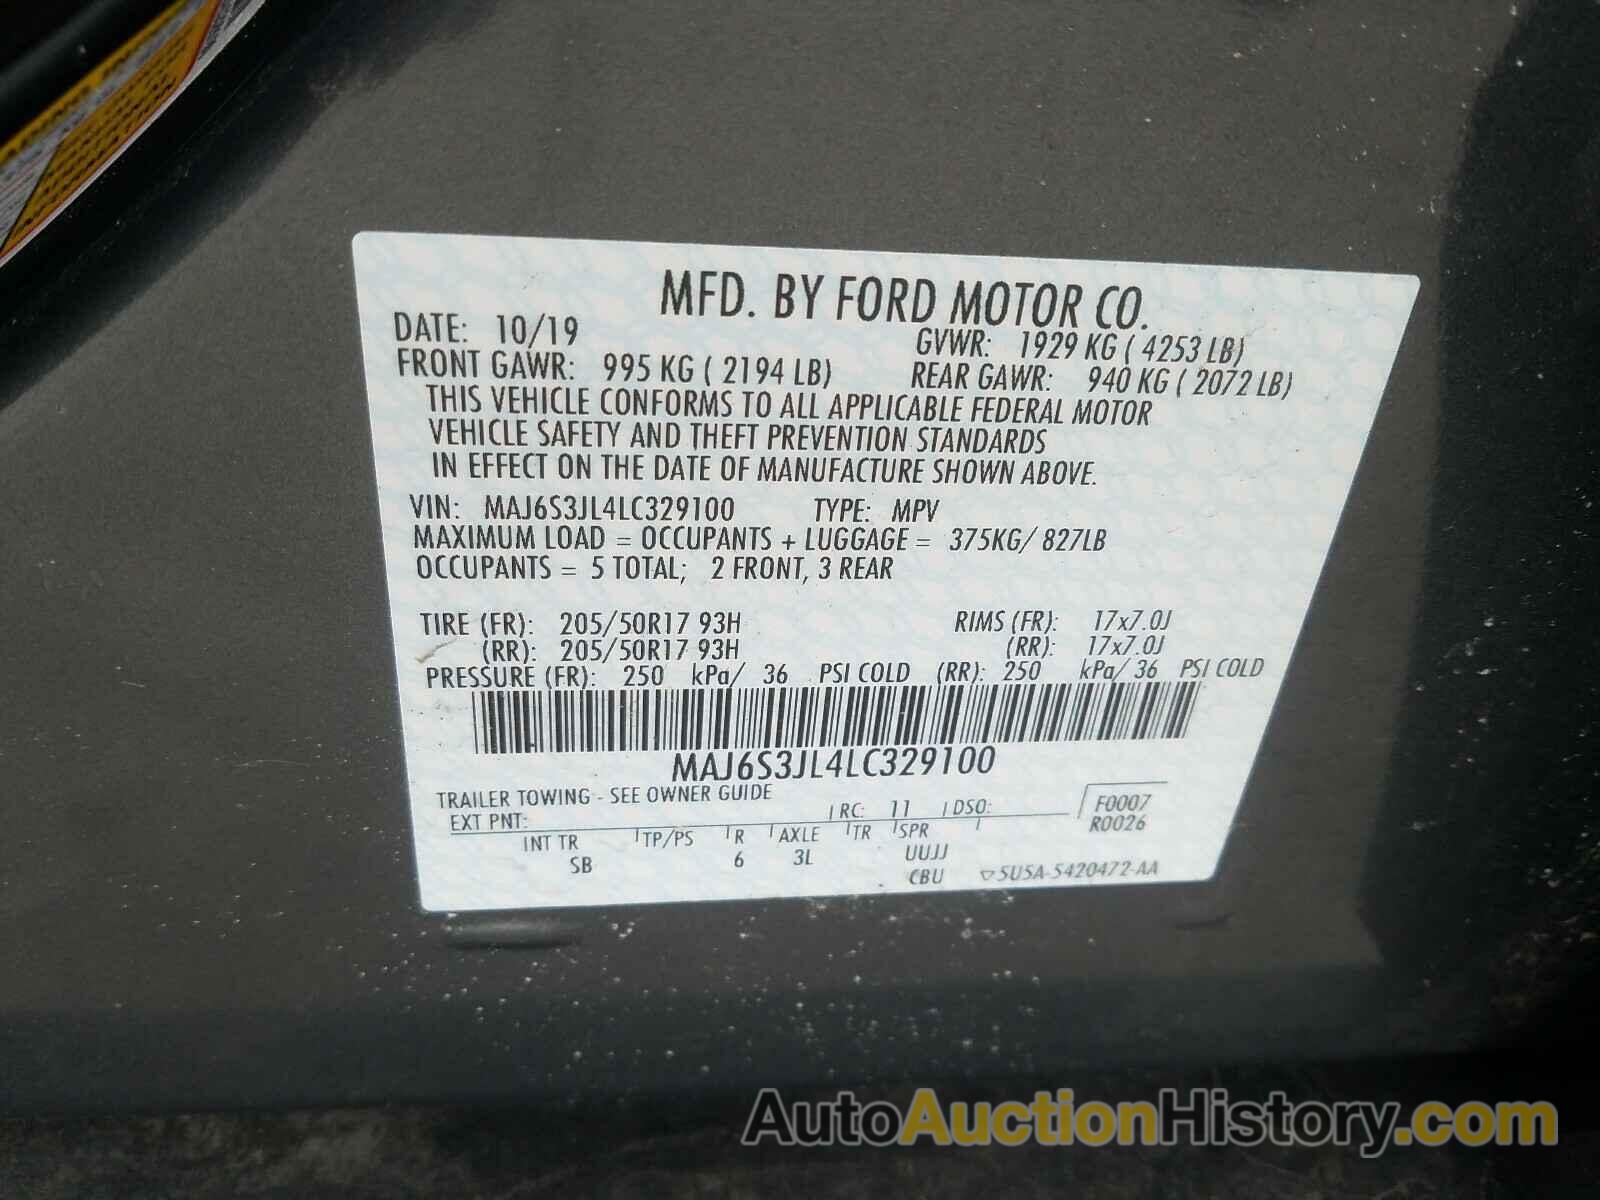 MFD. BY FORD MOTOR CO.
DATE: 10/19 GVWR: 1929 KG ( 4253 LB)
FRONT GAWR: 995 KG ( 2194 LB) REAR GAWR: 940 KG ( 2072 LB)
THIS VEHICLE CONFORMS TO ALL APPLICABLE FEDERAL MOTOR
VEHICLE SAFETY AND THEFT PREVENTION STANDARDS
IN EFFECT ON THE DATE OF MANUFACTURE SHOWN ABOVE.
VIN: MAJ6S3JL4LC329100 TYPE: MPV
MAXIMUM LOAD = OCCUPANTS + LUGGAGE = 375KG/ 827LB
OCCUPANTS = 5 TOTAL; 2 FRONT, 3 REAR
TIRE (FR): 205/50R17 93H RIMS (FR): 17x7.0J
(RR): 205/50R17 93H (RR): 17x7.0J
PRESSURE (FR): 250 kPa/ 36 PSI COLD (RR): 250 kPa/ 36 PSI COLD
MAJ6S3JL4LC329100
TRAILER TOWING - SEE OWNER GUIDE
EXT PNT: RC: 11 DSO: F0007
R0026
INT TR TP/PS R AXLE TR SPR
SB 6 3L UUJJ
CBU 5U5A-5420472-AA
AutoAuctionHistory.com